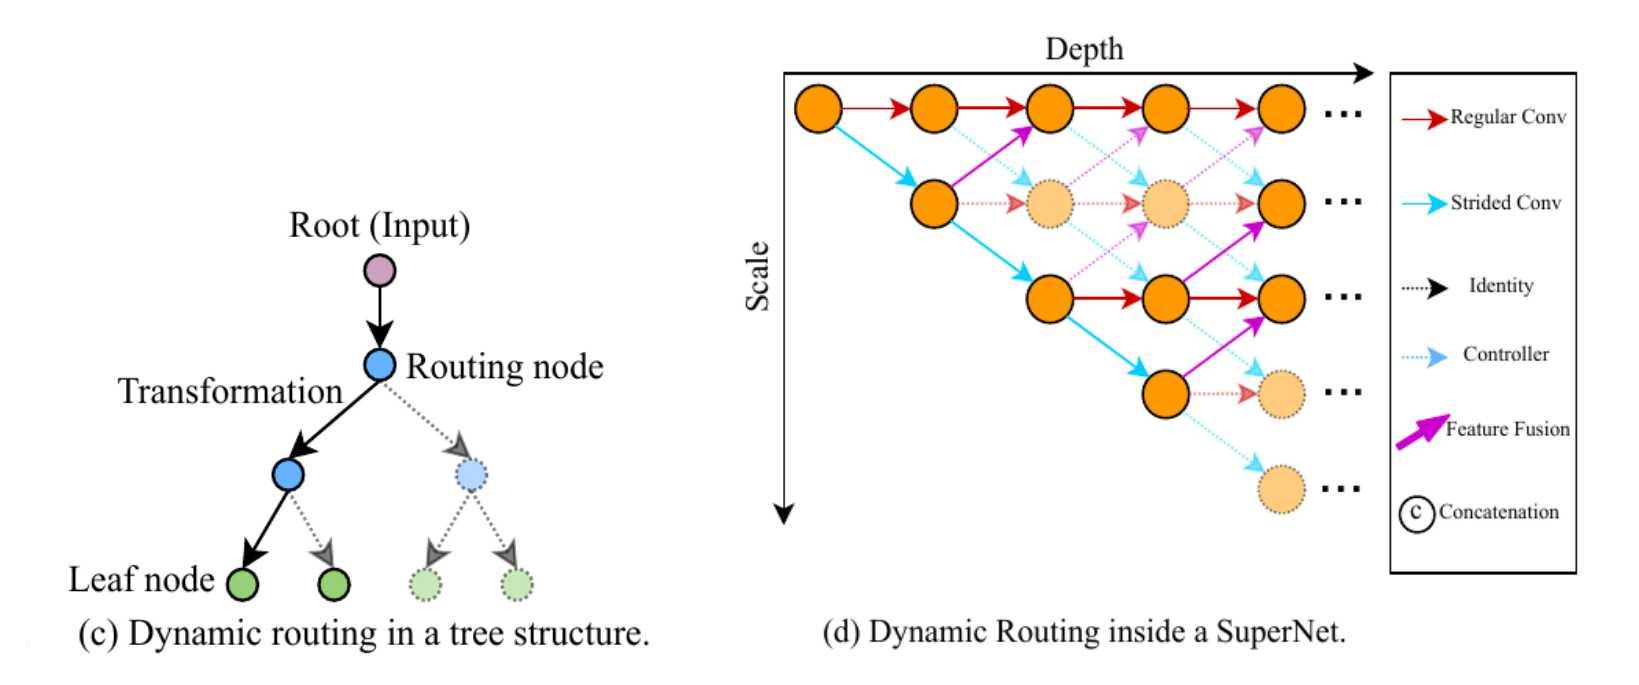 Root (Input)
Routing node
Transformation
Leaf node
(c) Dynamic routing in a tree structure.
Depth
Scale
...
...
...
...
...
Regular Conv
Strided Conv
Identity
Controller
Feature Fusion
c Concatenation
(d) Dynamic Routing inside a SuperNet.